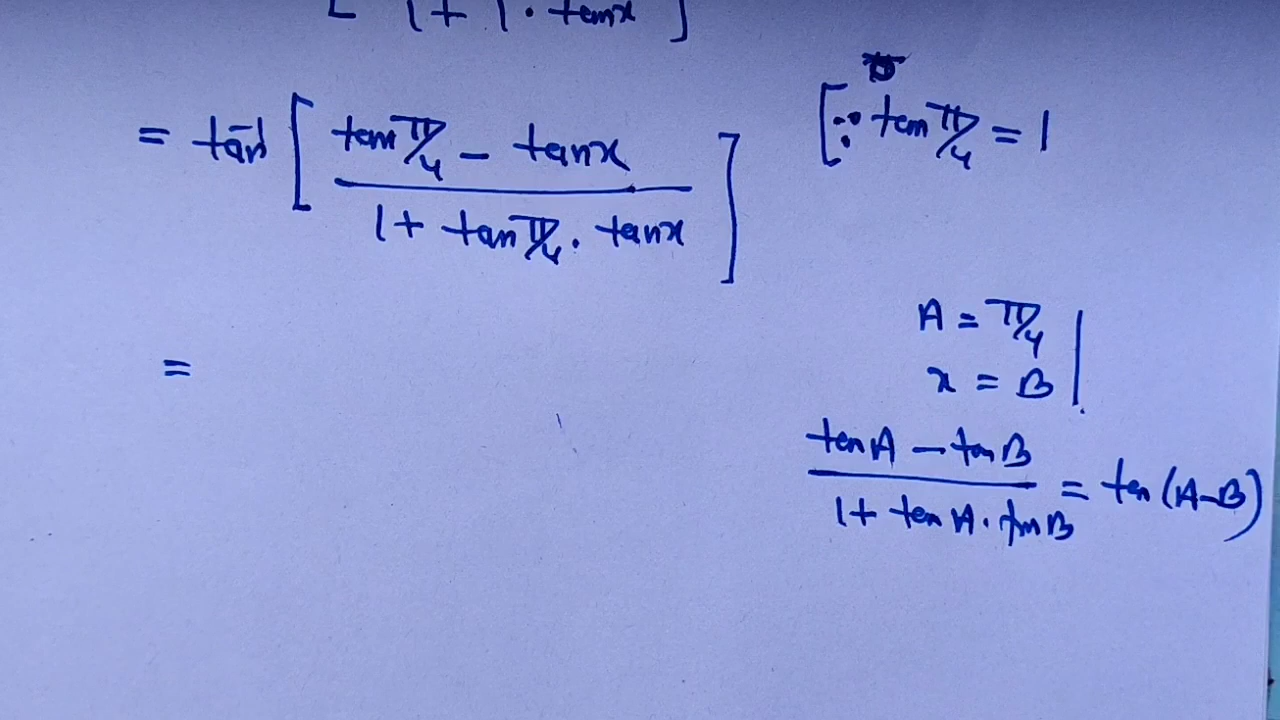 [ 1 + 1 · tanx ]
= tan⁻¹ [ (tan π/4 − tanx) / (1 + tan π/4 · tanx) ]
[∵ tan π/4 = 1
=
A = π/4
x = B
(tanA − tanB) / (1 + tanA · tanB) = tan(A−B)